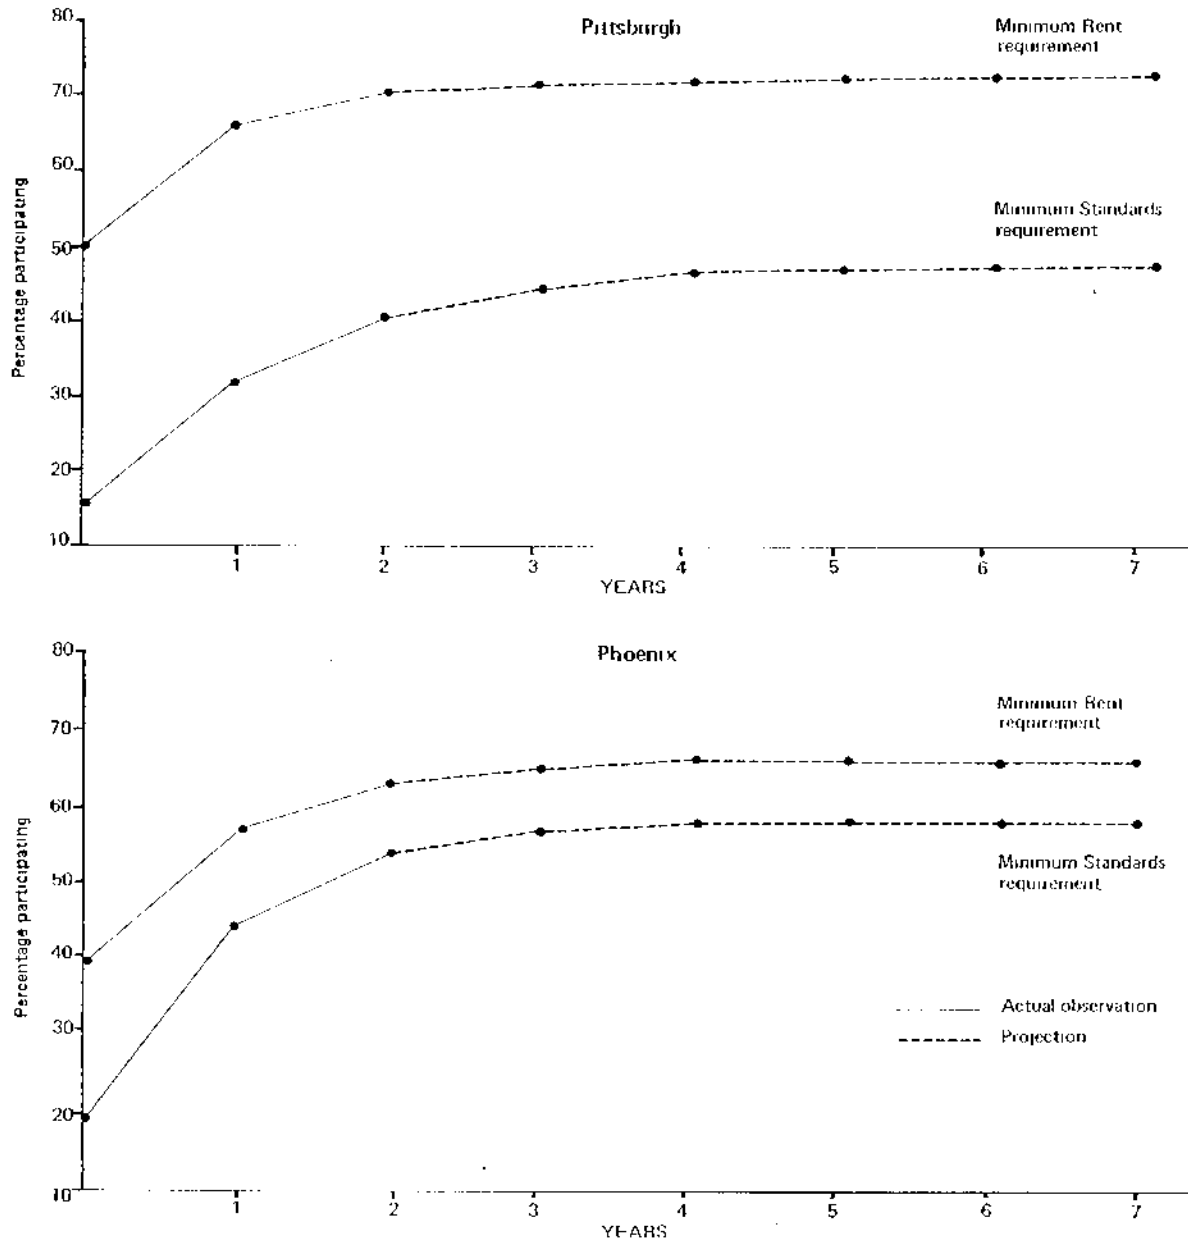 Pittsburgh
Minimum Rent
requirement
Minimum Standards
requirement
Percentage participating
80
70
60
50
40
30
20
10
1 2 3 4 5 6 7
YEARS
Phoenix
Minimum Rent
requirement
Minimum Standards
requirement
Percentage participating
80
70
60
50
40
30
20
10
Actual observation
Projection
1 2 3 4 5 6 7
YEARS